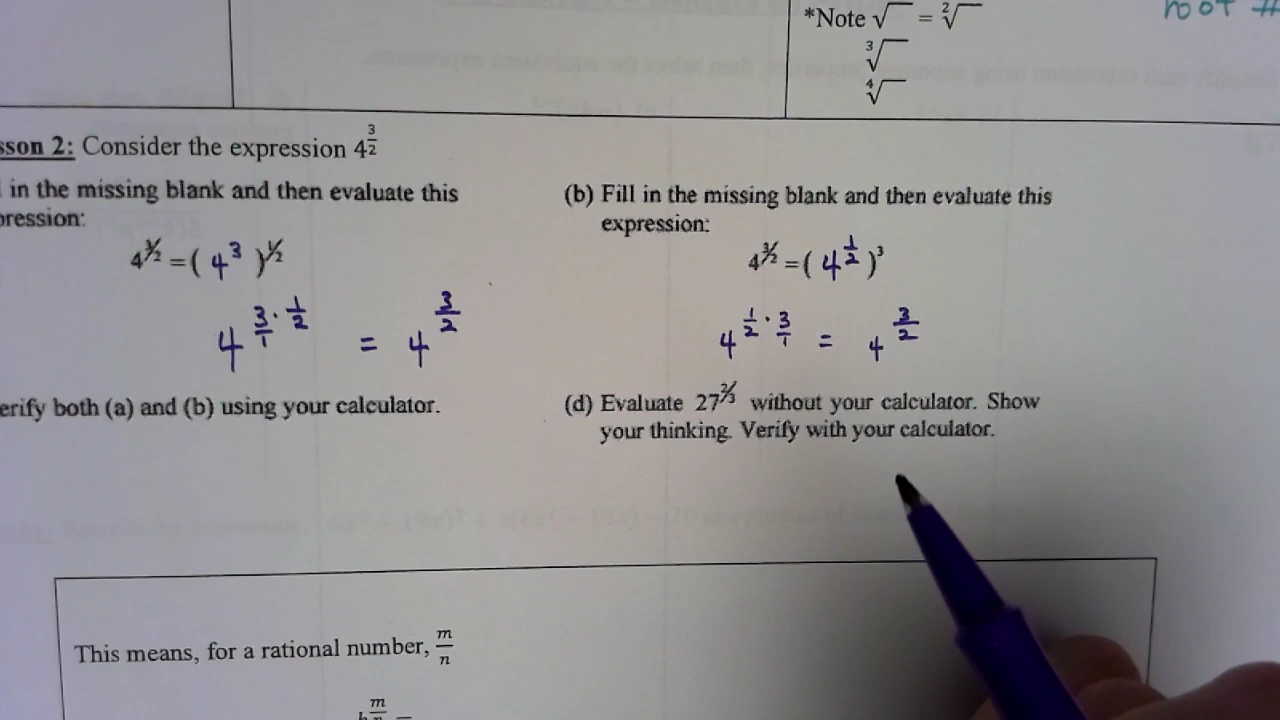 *Note √ = ²√
root #
³√
⁴√
sson 2: Consider the expression 4^(3/2)
in the missing blank and then evaluate this
pression:
4^(3/2) = ( 4^3 )^(1/2)
4^(3/1 · 1/2) = 4^(3/2)
(b) Fill in the missing blank and then evaluate this
expression:
4^(3/2) = ( 4^(1/2) )^3
4^(1/2 · 3/1) = 4^(3/2)
erify both (a) and (b) using your calculator.
(d) Evaluate 27^(2/3) without your calculator. Show
your thinking. Verify with your calculator.
This means, for a rational number, m/n